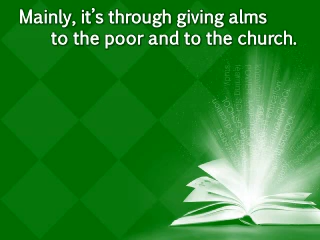 Mainly, it’s through giving alms
to the poor and to the church.